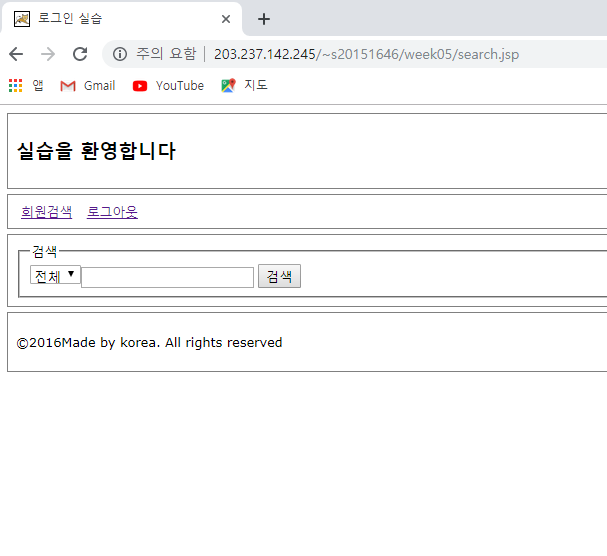 로그인 실습
주의 요함 | 203.237.142.245/~s20151646/week05/search.jsp
앱 Gmail YouTube 지도
실습을 환영합니다
회원검색 로그아웃
검색
전체 검색
©2016Made by korea. All rights reserved